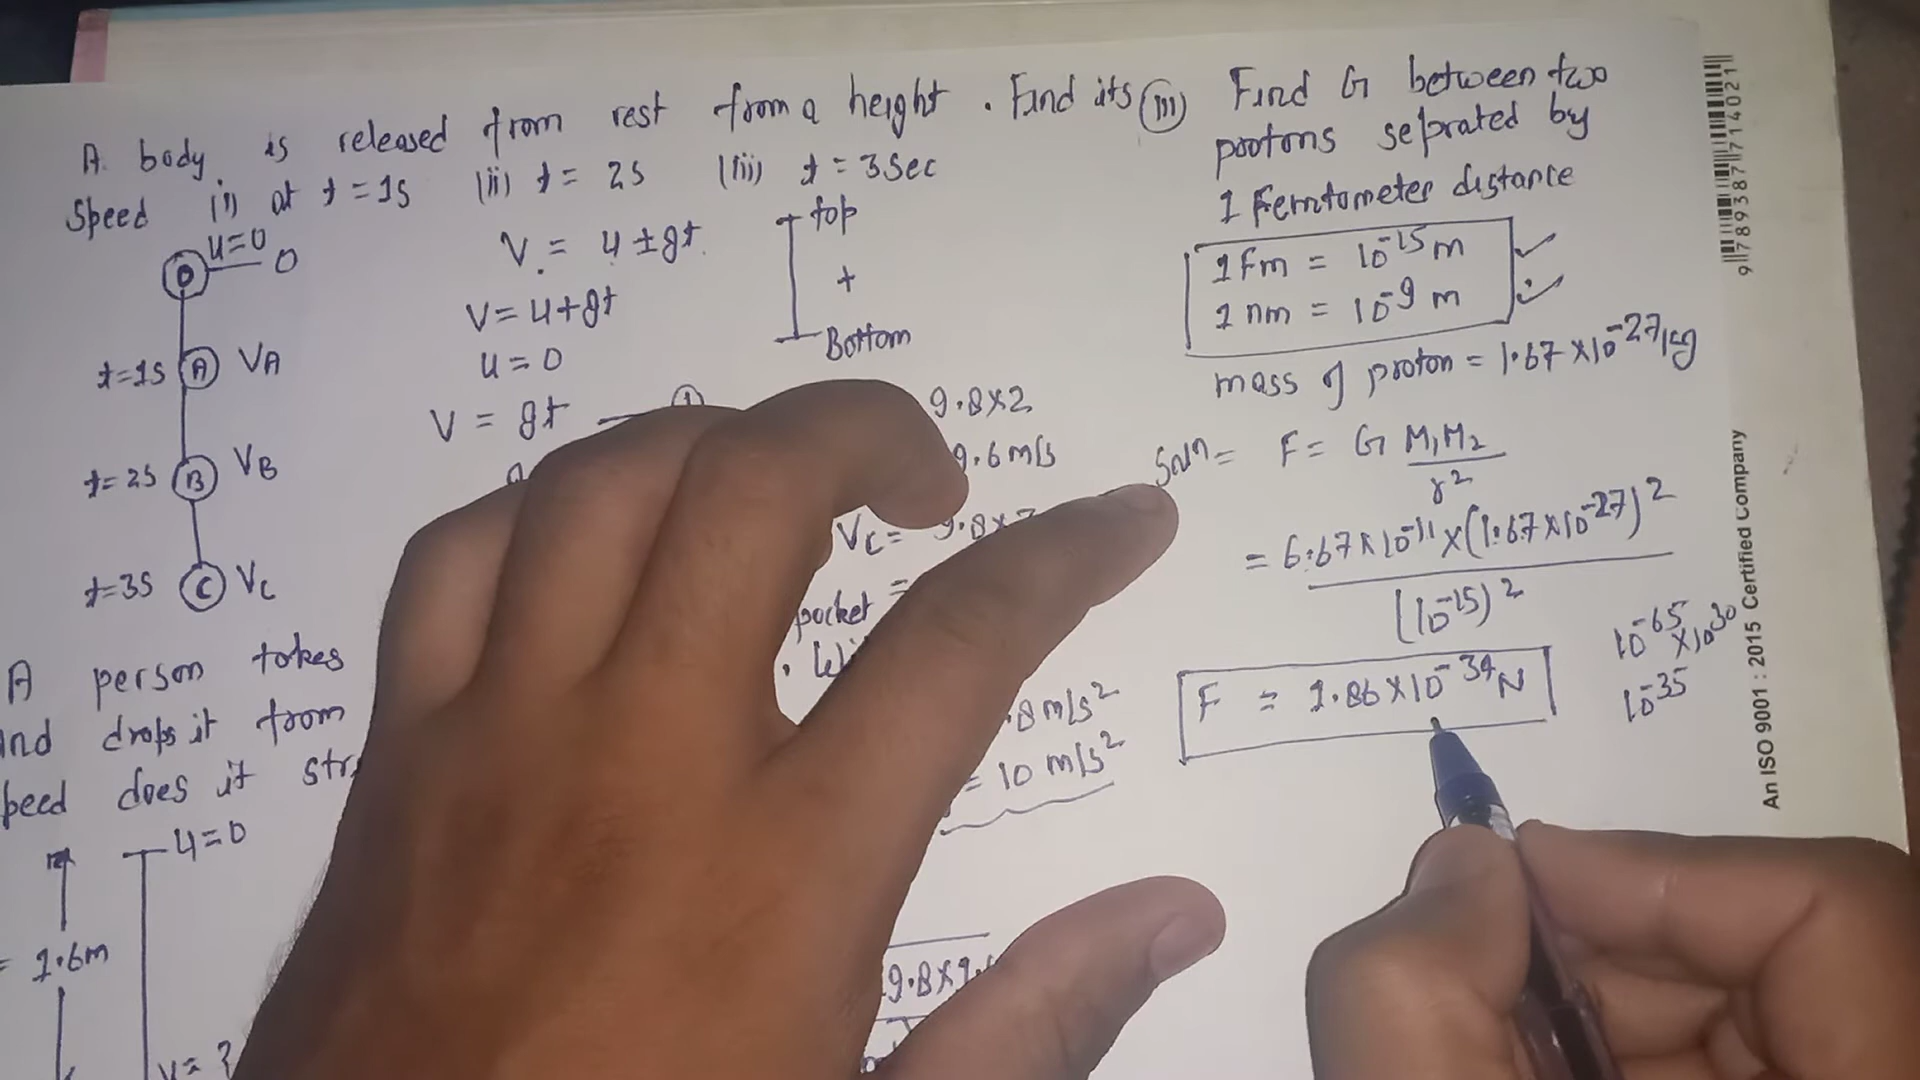 A body is released from rest from a height. Find its
Speed (i) at t = 1s (ii) t = 2s (iii) t = 3Sec
u=0
O
t=1s A VA
t=2s B VB
t=3s C VC
V = u ± gt
V = u + gt
u = 0
V = gt
top
+
Bottom
9.8×2
9.6 m/s
VC = 9.8×
pocket =
A person takes
and drops it from
peed does it
.8 m/s²
= 10 m/s²
u=0
= 1.6m
V = ?
9.8×1.
(iii) Find G between two
protons seprated by
1 Femtometer distance
1 Fm = 10⁻¹⁵ m
1 nm = 10⁻⁹ m
mass of proton = 1.67 × 10⁻²⁷ kg
Soln = F = G M₁M₂
r²
= 6.67 × 10⁻¹¹ × (1.67 × 10⁻²⁷)²
(10⁻¹⁵)²
10⁻⁶⁵ × 10³⁰
10⁻³⁵
F = 1.86 × 10⁻³⁴ N
9 789387 714021
An ISO 9001 : 2015 Certified Company